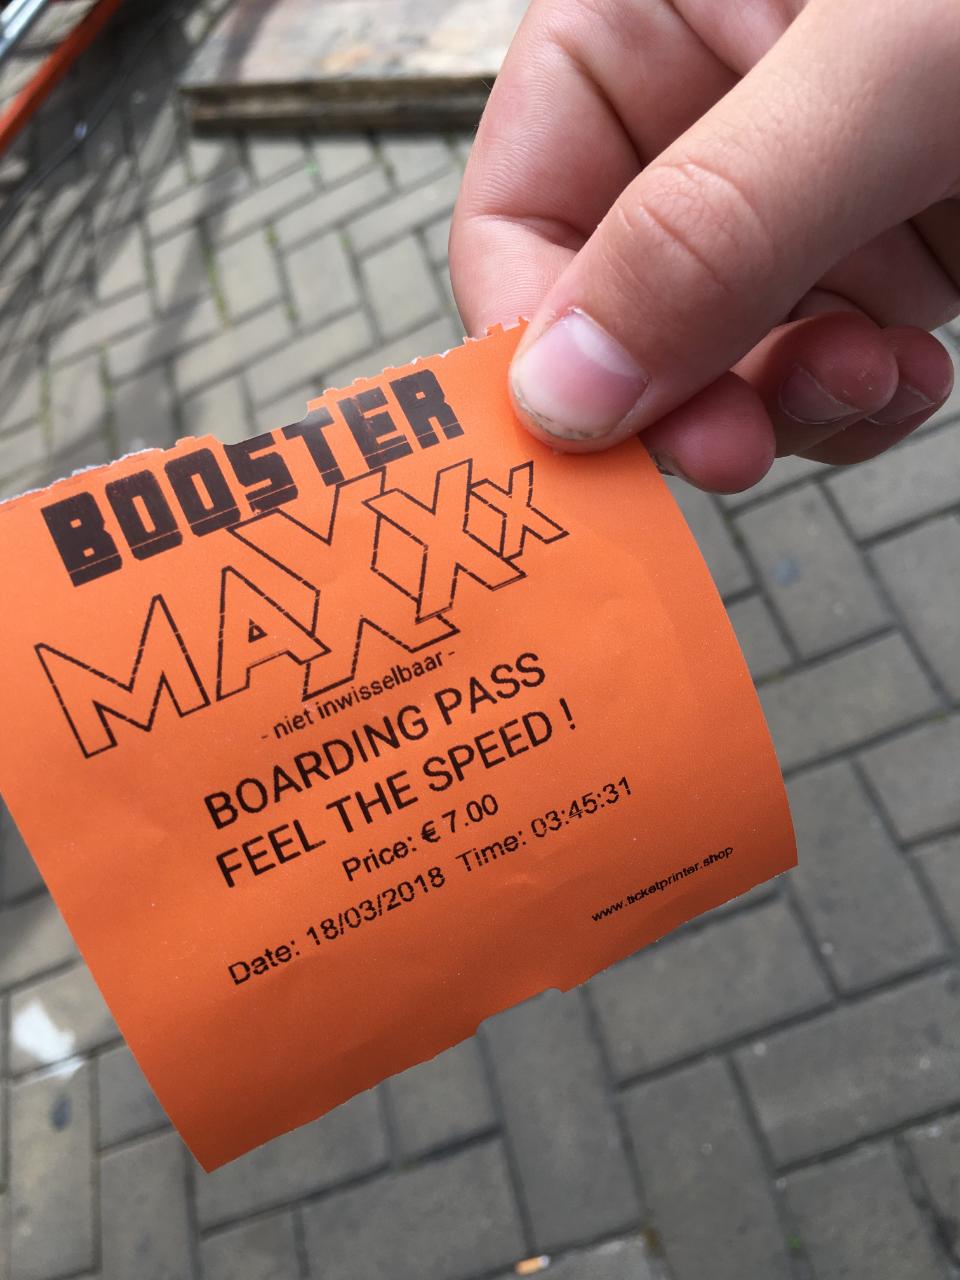 BOOSTER
MAXXX
- niet inwisselbaar -
BOARDING PASS
FEEL THE SPEED !
Price: € 7.00
Date: 18/03/2018 Time: 03:45:31
www.ticketprinter.shop